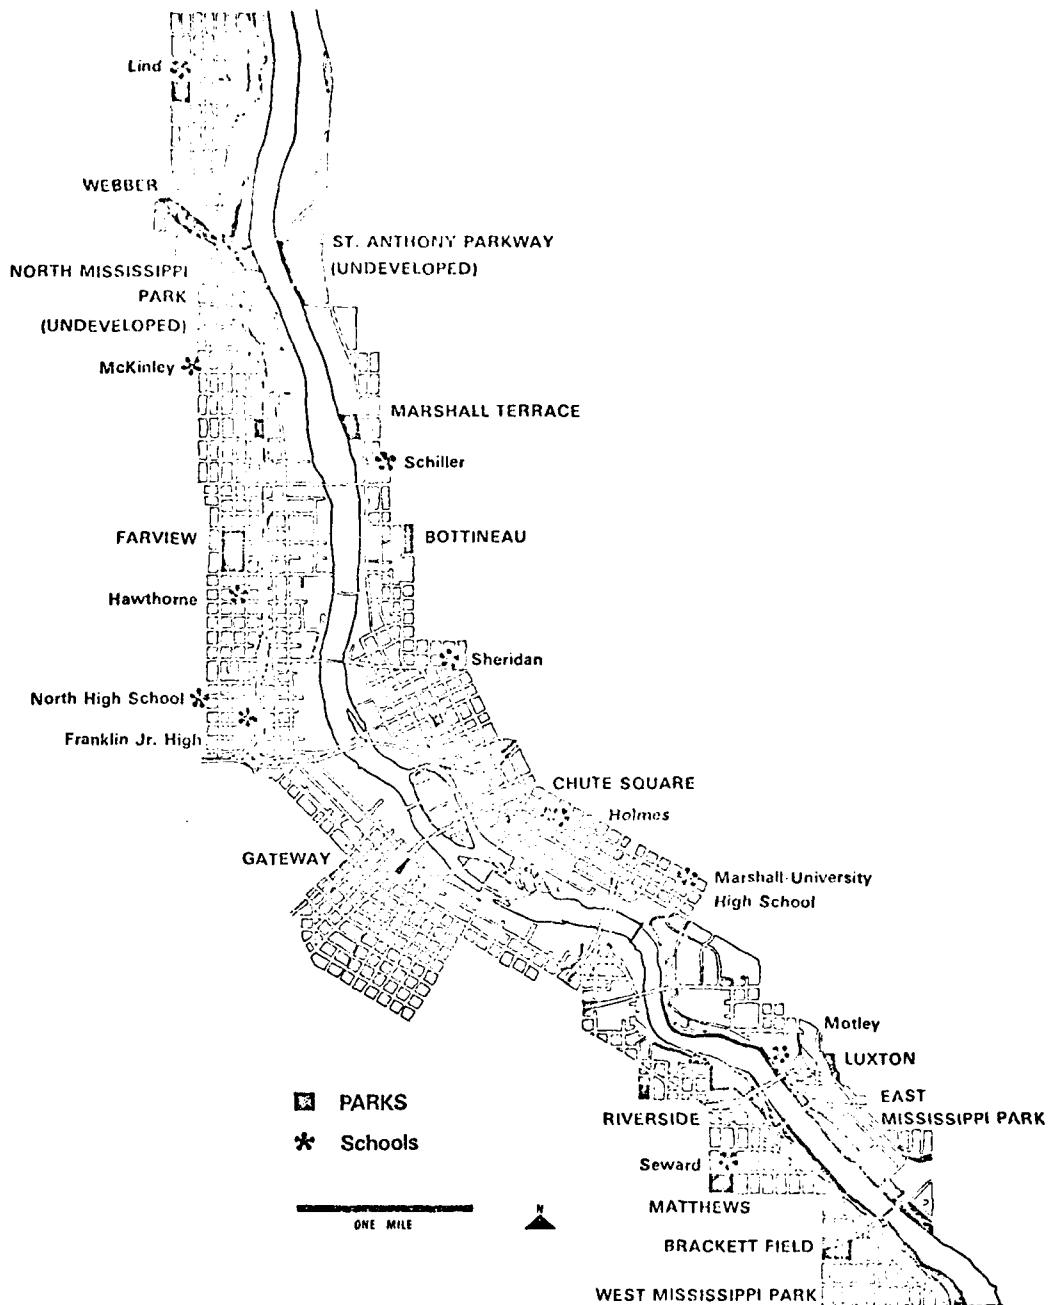 Lind
WEBBER
ST. ANTHONY PARKWAY
(UNDEVELOPED)
NORTH MISSISSIPPI
PARK
(UNDEVELOPED)
McKinley
MARSHALL TERRACE
Schiller
FARVIEW
BOTTINEAU
Hawthorne
Sheridan
North High School
Franklin Jr. High
CHUTE SQUARE
Holmes
GATEWAY
Marshall-University
High School
Motley
LUXTON
EAST
MISSISSIPPI PARK
PARKS
RIVERSIDE
Schools
Seward
MATTHEWS
ONE MILE
N
BRACKETT FIELD
WEST MISSISSIPPI PARK